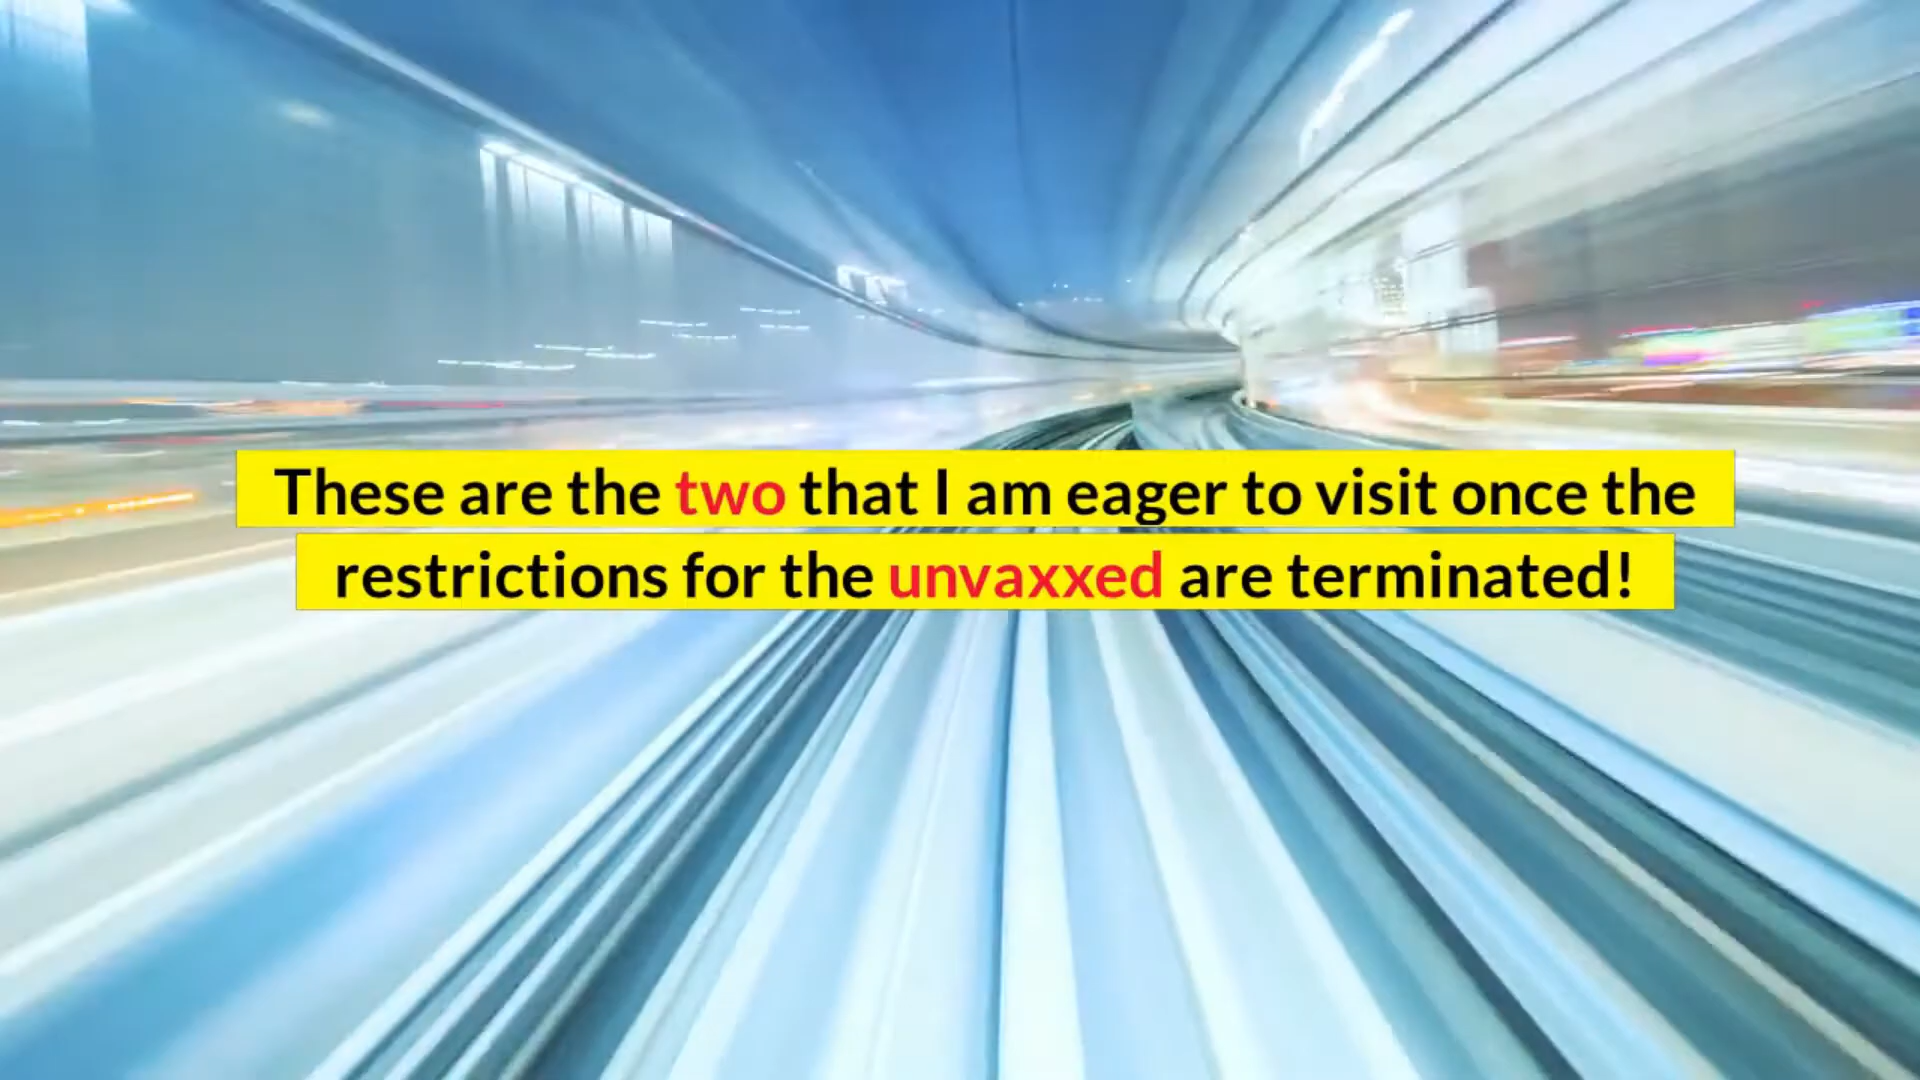 These are the two that I am eager to visit once the
restrictions for the unvaxxed are terminated!